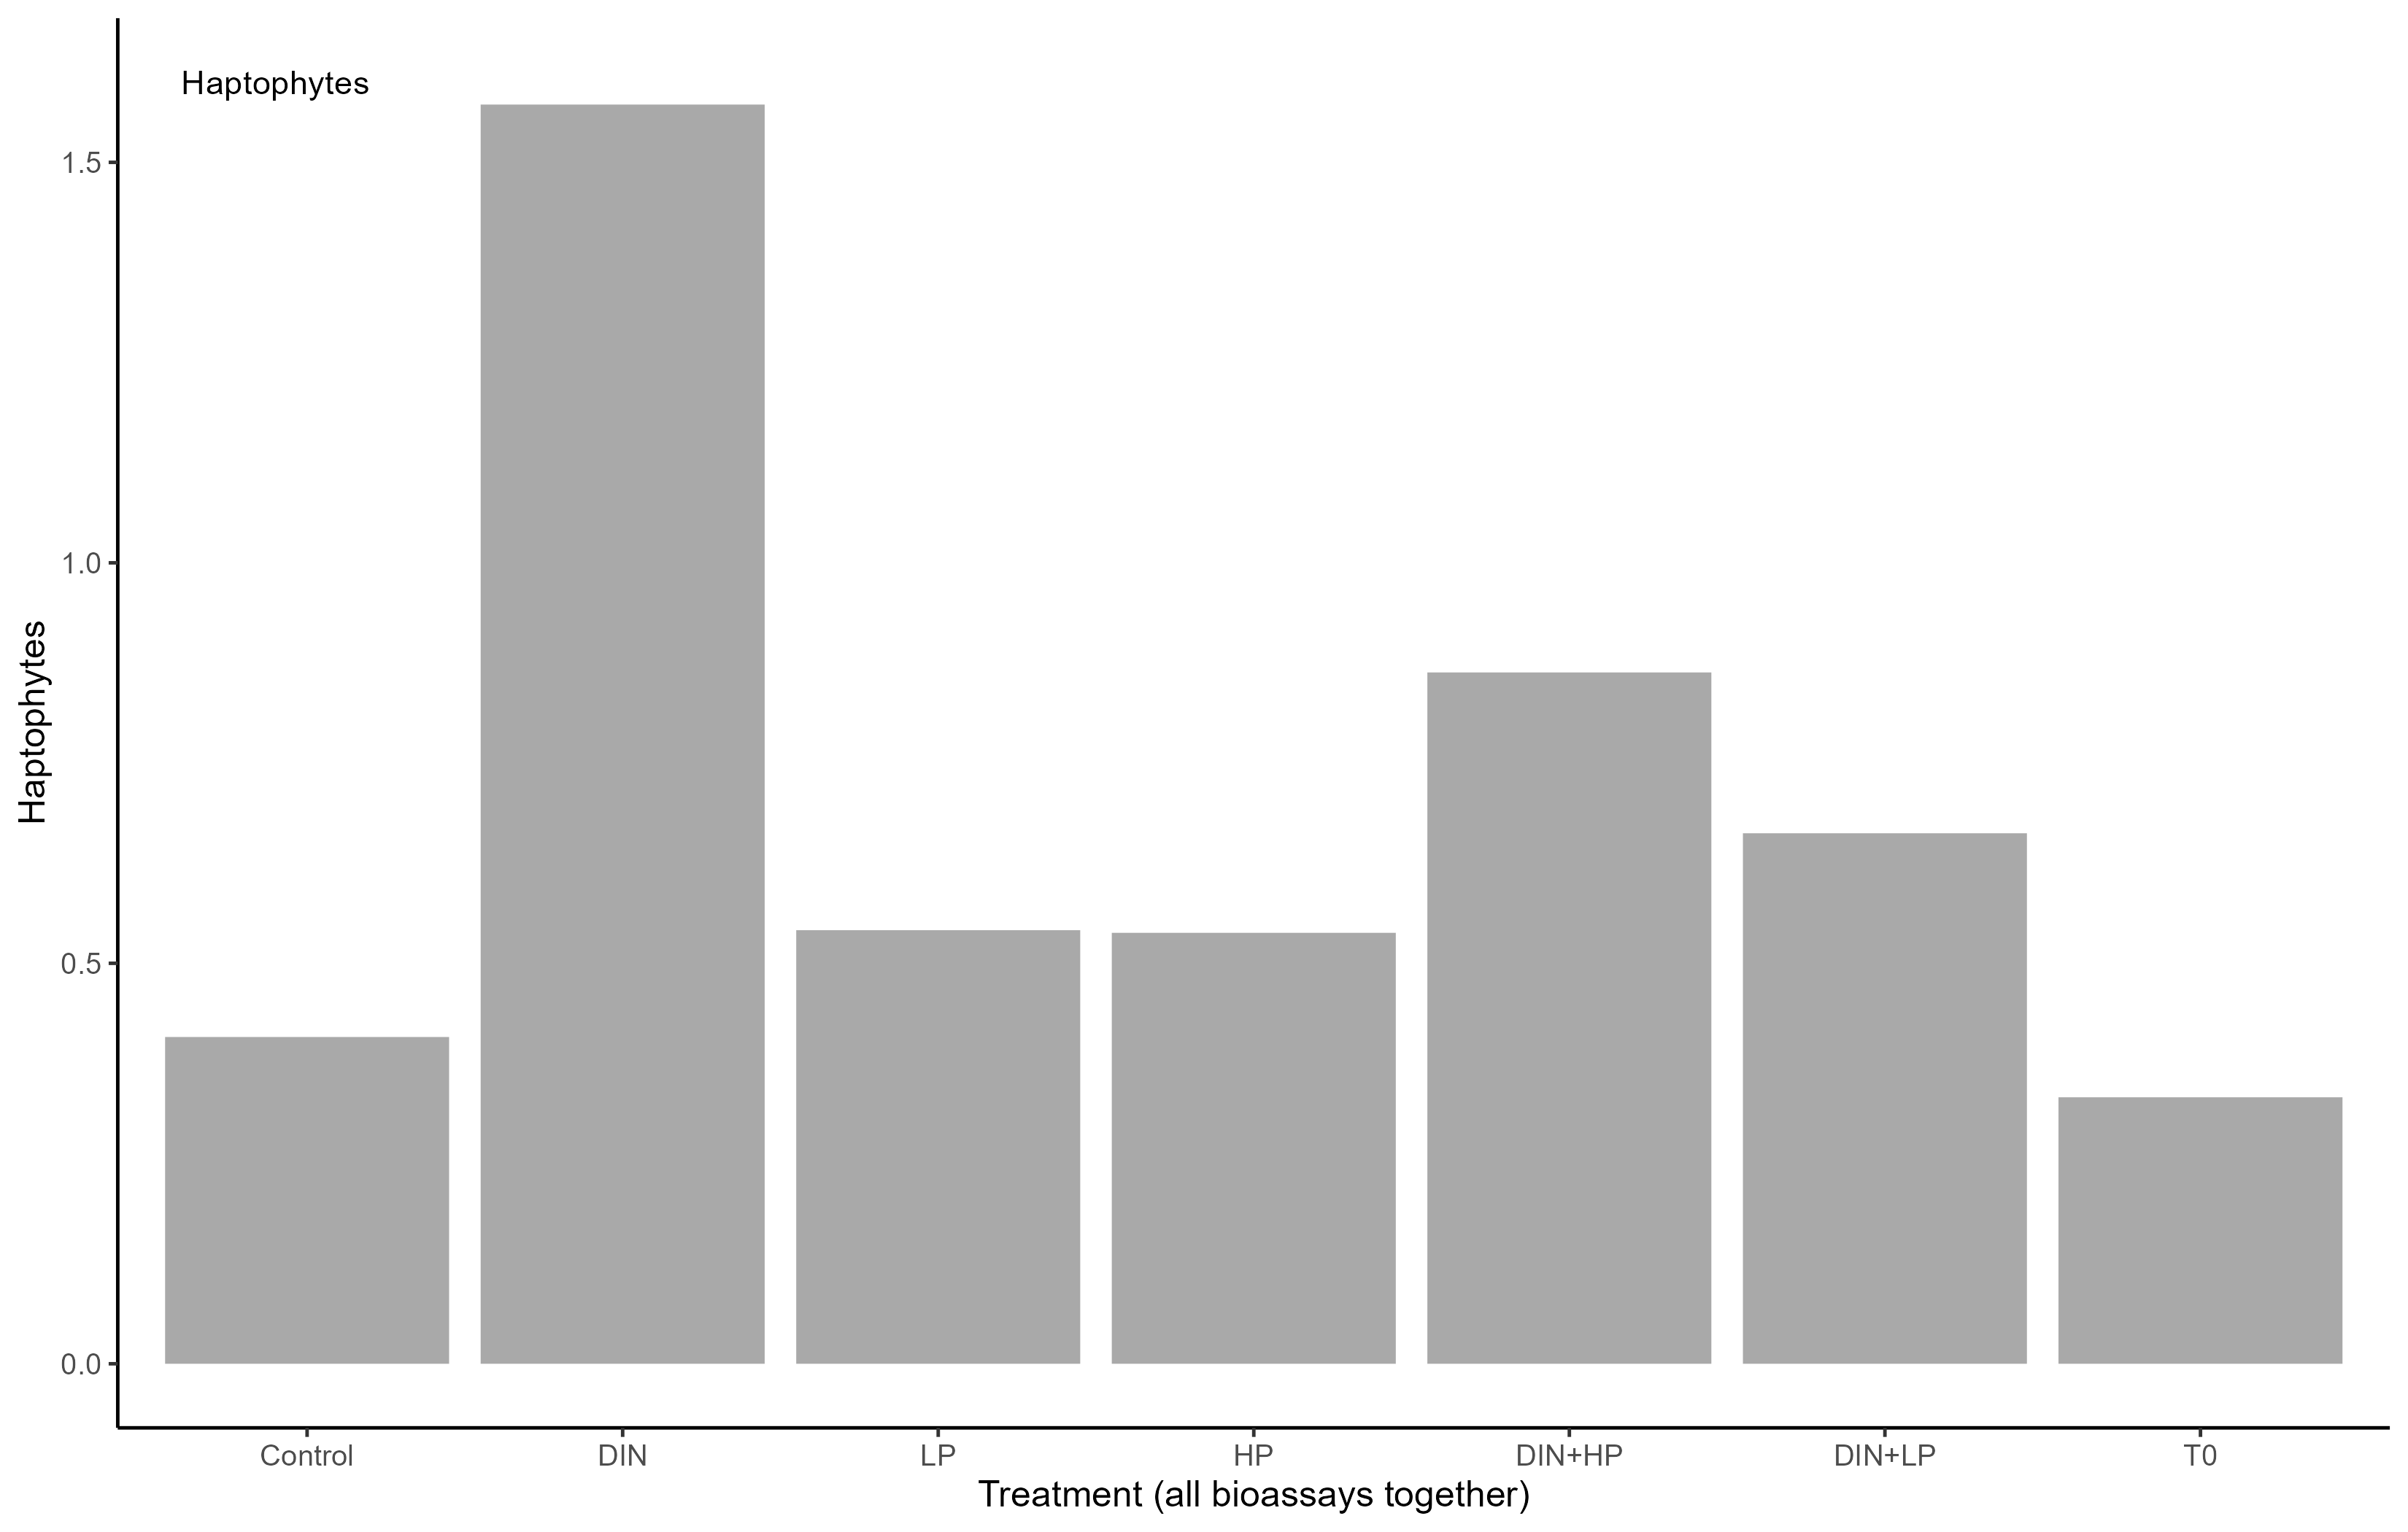 Haptophytes
1.5
1.0
0.5
0.0
Haptophytes
Control DIN LP HP DIN+HP DIN+LP T0
Treatment (all bioassays together)